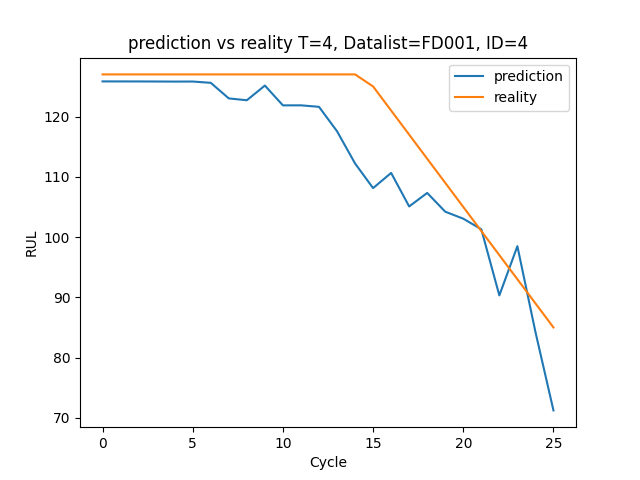 prediction vs reality T=4, Datalist=FD001, ID=4
prediction
reality
RUL
120
110
100
90
80
70
0 5 10 15 20 25
Cycle